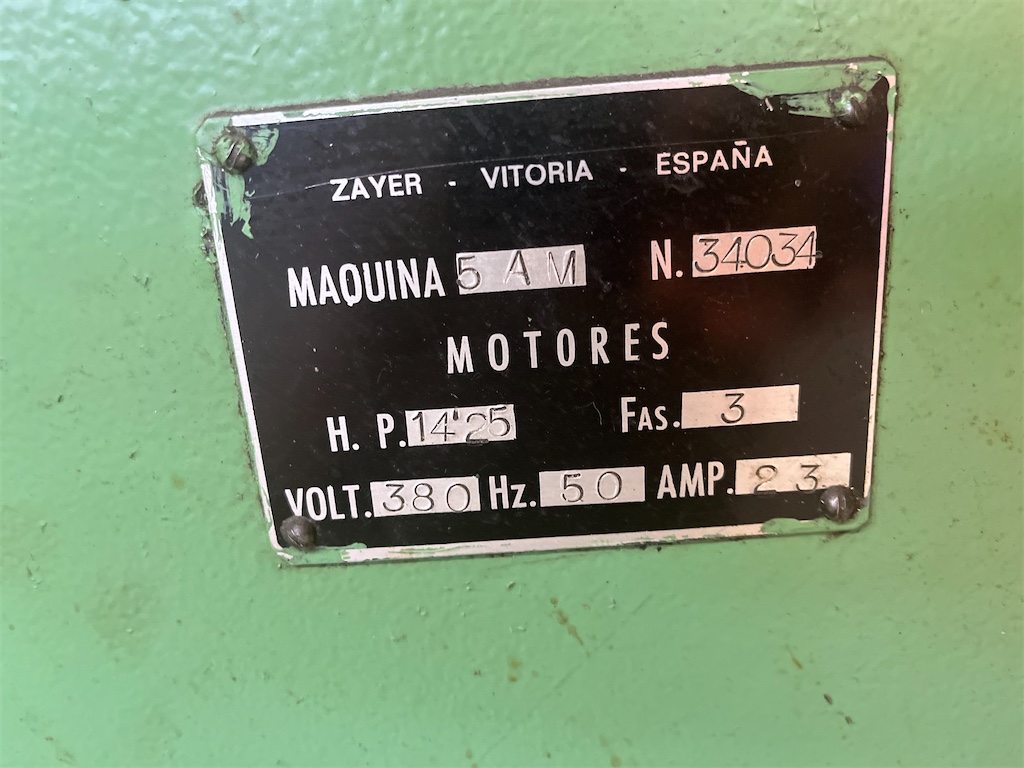 ZAYER - VITORIA - ESPAÑA
MAQUINA 5 A M N. 34034
MOTORES
H. P. 14'25 FAS. 3
VOLT. 380 Hz. 50 AMP. 23